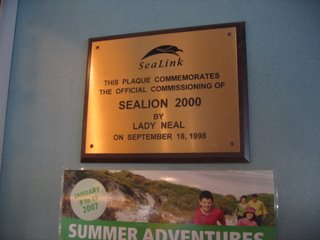 SeaLink
THIS PLAQUE COMMEMORATES
THE OFFICIAL COMMISSIONING OF
SEALION 2000
BY
LADY NEAL
ON SEPTEMBER 18, 1998
JANUARY
2007
SUMMER ADVENTURES